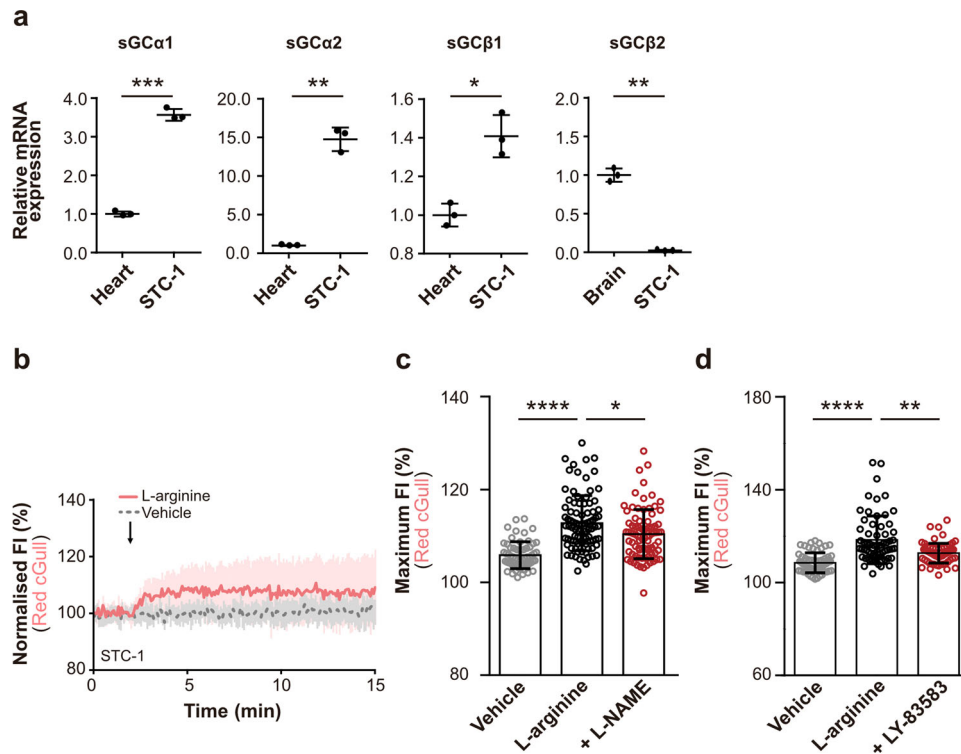 a
sGCα1
sGCα2
sGCβ1
sGCβ2
***
**
*
**
Relative mRNA
expression
4.0
3.0
2.0
1.0
0.0
20.0
15.0
10.0
5.0
0.0
1.6
1.4
1.2
1.0
0.8
2.0
1.5
1.0
0.5
0.0
Heart
STC-1
Heart
STC-1
Heart
STC-1
Brain
STC-1
b
Normalised FI (%)
(Red cGull)
140
120
100
80
L-arginine
Vehicle
STC-1
0
5
10
15
Time (min)
c
Maximum FI (%)
(Red cGull)
140
120
100
80
****
*
Vehicle
L-arginine
+ L-NAME
d
Maximum FI (%)
(Red cGull)
180
140
100
60
****
**
Vehicle
L-arginine
+ LY-83583